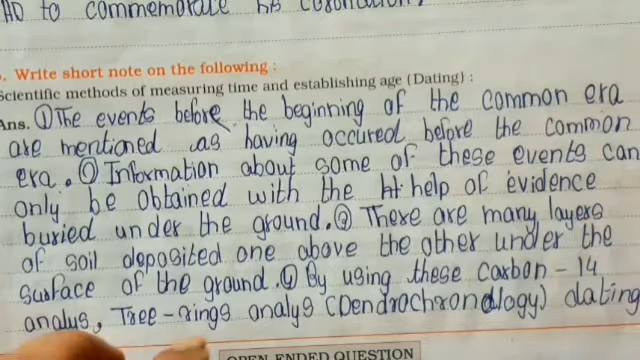 AD to commemorate his coronation.
. Write short note on the following :
Scientific methods of measuring time and establishing age (Dating) :
Ans. ① The events before the beginning of the common era
are mentioned as having occured before the common
era. ② Information about some of these events can
only be obtained with the help of evidence
buried under the ground. ③ There are many layers
of soil deposited one above the other under the
surface of the ground. ④ By using these carbon - 14
analys, Tree - rings analys (Dendrochronology) dating
OPEN ENDED QUESTION